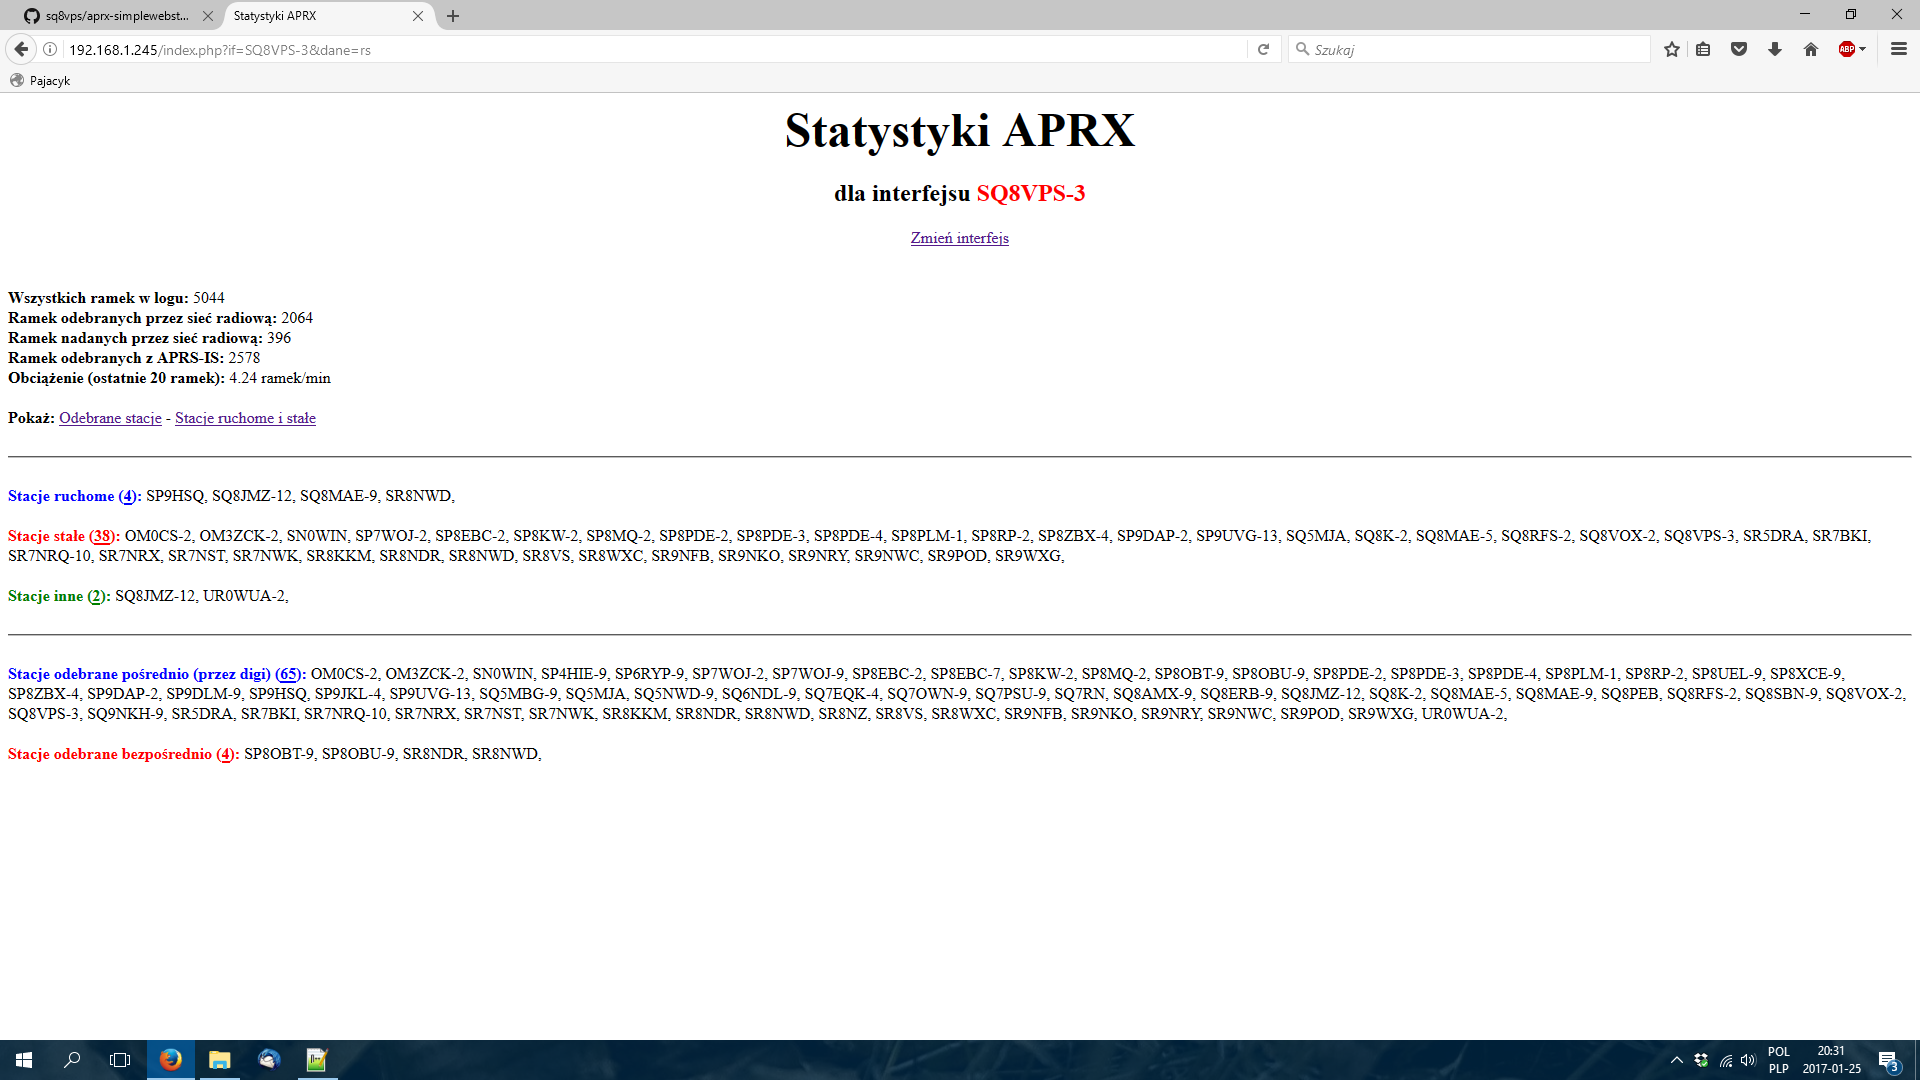 sq8vps/aprx-simplewebst...
Statystyki APRX
192.168.1.245/index.php?if=SQ8VPS-3&dane=rs
Szukaj
ABP
Pajacyk
Statystyki APRX
dla interfejsu SQ8VPS-3
Zmień interfejs
Wszystkich ramek w logu: 5044
Ramek odebranych przez sieć radiową: 2064
Ramek nadanych przez sieć radiową: 396
Ramek odebranych z APRS-IS: 2578
Obciążenie (ostatnie 20 ramek): 4.24 ramek/min
Pokaż: Odebrane stacje - Stacje ruchome i stałe
Stacje ruchome (4): SP9HSQ, SQ8JMZ-12, SQ8MAE-9, SR8NWD,
Stacje stałe (38): OM0CS-2, OM3ZCK-2, SN0WIN, SP7WOJ-2, SP8EBC-2, SP8KW-2, SP8MQ-2, SP8PDE-2, SP8PDE-3, SP8PDE-4, SP8PLM-1, SP8RP-2, SP8ZBX-4, SP9DAP-2, SP9UVG-13, SQ5MJA, SQ8K-2, SQ8MAE-5, SQ8RFS-2, SQ8VOX-2, SQ8VPS-3, SR5DRA, SR7BKI,
SR7NRQ-10, SR7NRX, SR7NST, SR7NWK, SR8KKM, SR8NDR, SR8NWD, SR8VS, SR8WXC, SR9NFB, SR9NKO, SR9NRY, SR9NWC, SR9POD, SR9WXG,
Stacje inne (2): SQ8JMZ-12, UR0WUA-2,
Stacje odebrane pośrednio (przez digi) (65): OM0CS-2, OM3ZCK-2, SN0WIN, SP4HIE-9, SP6RYP-9, SP7WOJ-2, SP7WOJ-9, SP8EBC-2, SP8EBC-7, SP8KW-2, SP8MQ-2, SP8OBT-9, SP8OBU-9, SP8PDE-2, SP8PDE-3, SP8PDE-4, SP8PLM-1, SP8RP-2, SP8UEL-9, SP8XCE-9,
SP8ZBX-4, SP9DAP-2, SP9DLM-9, SP9HSQ, SP9JKL-4, SP9UVG-13, SQ5MBG-9, SQ5MJA, SQ5NWD-9, SQ6NDL-9, SQ7EQK-4, SQ7OWN-9, SQ7PSU-9, SQ7RN, SQ8AMX-9, SQ8ERB-9, SQ8JMZ-12, SQ8K-2, SQ8MAE-5, SQ8MAE-9, SQ8PEB, SQ8RFS-2, SQ8SBN-9, SQ8VOX-2,
SQ8VPS-3, SQ9NKH-9, SR5DRA, SR7BKI, SR7NRQ-10, SR7NRX, SR7NST, SR7NWK, SR8KKM, SR8NDR, SR8NWD, SR8NZ, SR8VS, SR8WXC, SR9NFB, SR9NKO, SR9NRY, SR9NWC, SR9POD, SR9WXG, UR0WUA-2,
Stacje odebrane bezpośrednio (4): SP8OBT-9, SP8OBU-9, SR8NDR, SR8NWD,
POL
PLP
20:31
2017-01-25
3